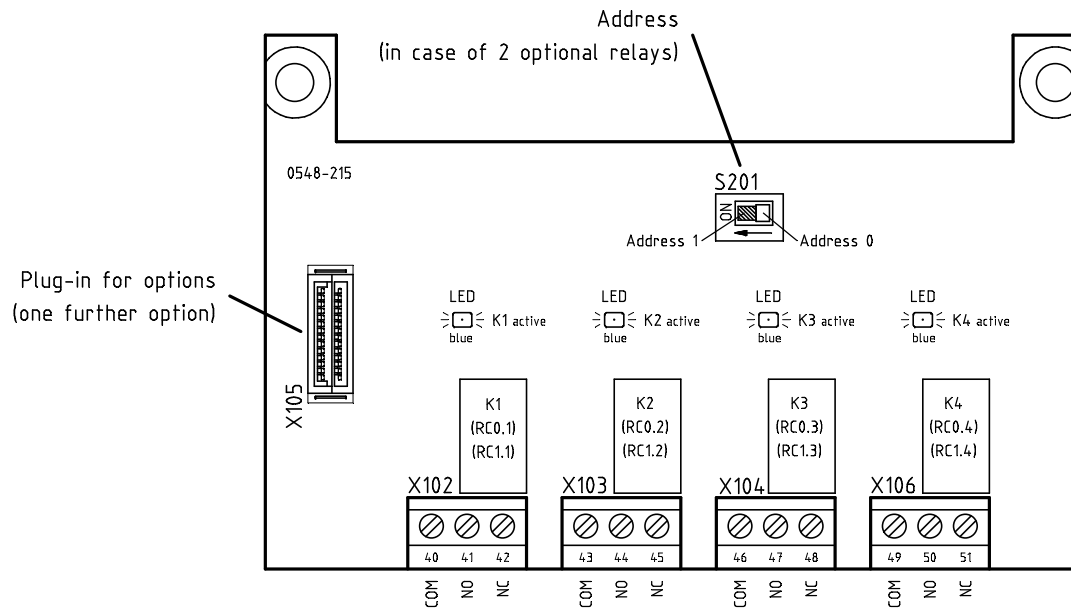 Address
(in case of 2 optional relays)
0548-215
S201
ON
Address 1
Address 0
Plug-in for options
(one further option)
X105
LED
K1 active
blue
LED
K2 active
blue
LED
K3 active
blue
LED
K4 active
blue
K1
(RC0.1)
(RC1.1)
K2
(RC0.2)
(RC1.2)
K3
(RC0.3)
(RC1.3)
K4
(RC0.4)
(RC1.4)
X102
X103
X104
X106
40 41 42
43 44 45
46 47 48
49 50 51
COM NO NC
COM NO NC
COM NO NC
COM NO NC